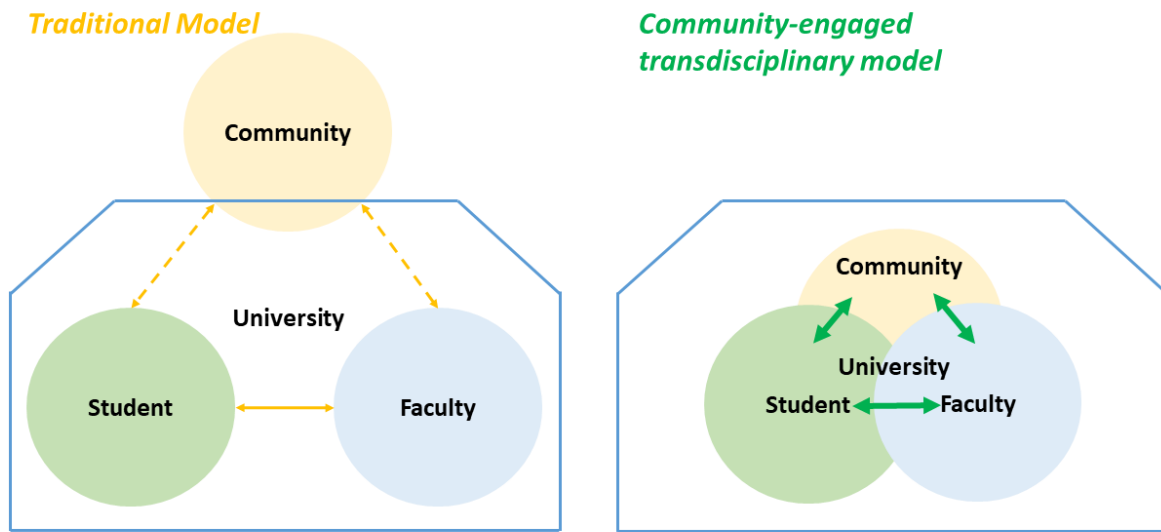 Traditional Model
Community
University
Student
Faculty
Community-engaged
transdisciplinary model
Community
University
Student
Faculty